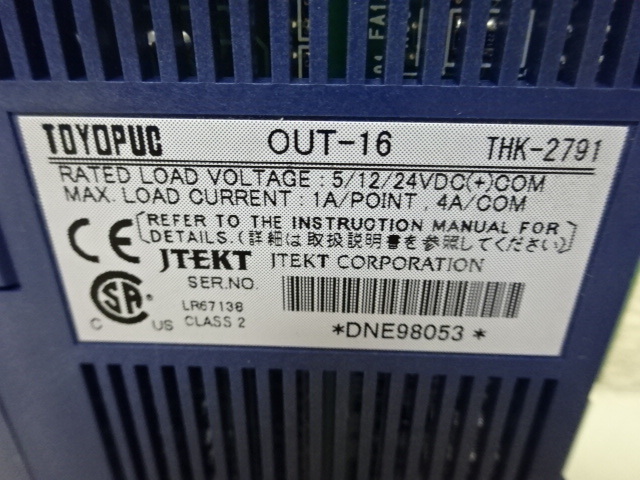 TOYOPUC OUT-16 THK-2791
RATED LOAD VOLTAGE : 5/12/24VDC(+)COM
MAX. LOAD CURRENT : 1A/POINT , 4A/COM
CE REFER TO THE INSTRUCTION MANUAL FOR
DETAILS.(詳細は取扱説明書を参照してください)
JTEKT JTEKT CORPORATION
SER.NO.
SA
C US
LR67138
CLASS 2
*DNE98053*